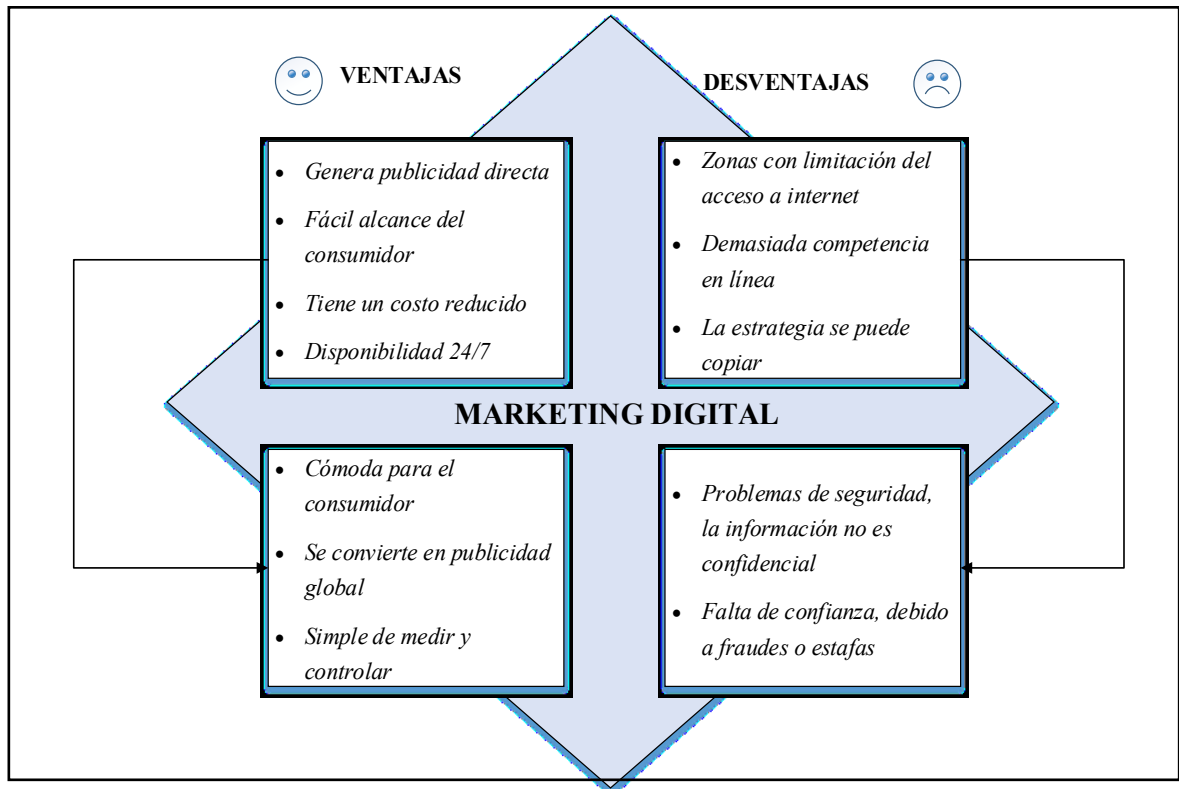 VENTAJAS
• Genera publicidad directa
• Fácil alcance del
consumidor
• Tiene un costo reducido
• Disponibilidad 24/7
DESVENTAJAS
• Zonas con limitación del
acceso a internet
• Demasiada competencia
en línea
• La estrategia se puede
copiar
MARKETING DIGITAL
• Cómoda para el
consumidor
• Se convierte en publicidad
global
• Simple de medir y
controlar
• Problemas de seguridad,
la información no es
confidencial
• Falta de confianza, debido
a fraudes o estafas